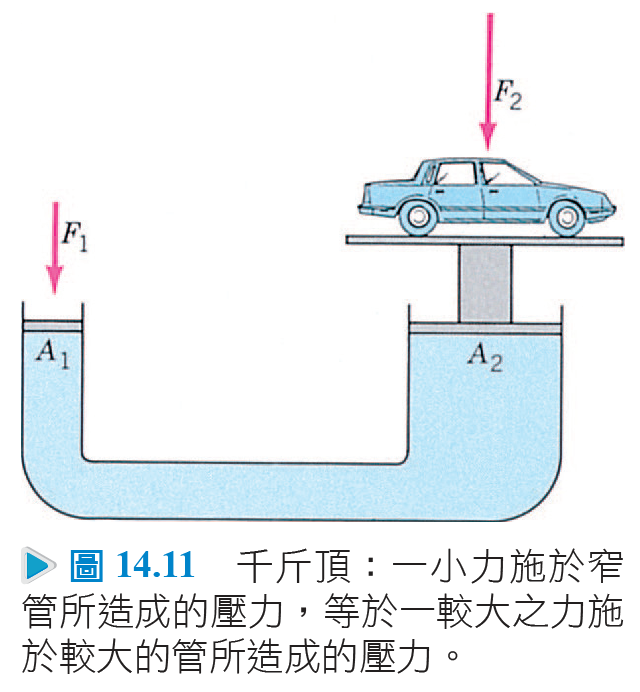 F₂
F₁
A₁
A₂
圖 14.11 千斤頂：一小力施於窄
管所造成的壓力，等於一較大之力施
於較大的管所造成的壓力。